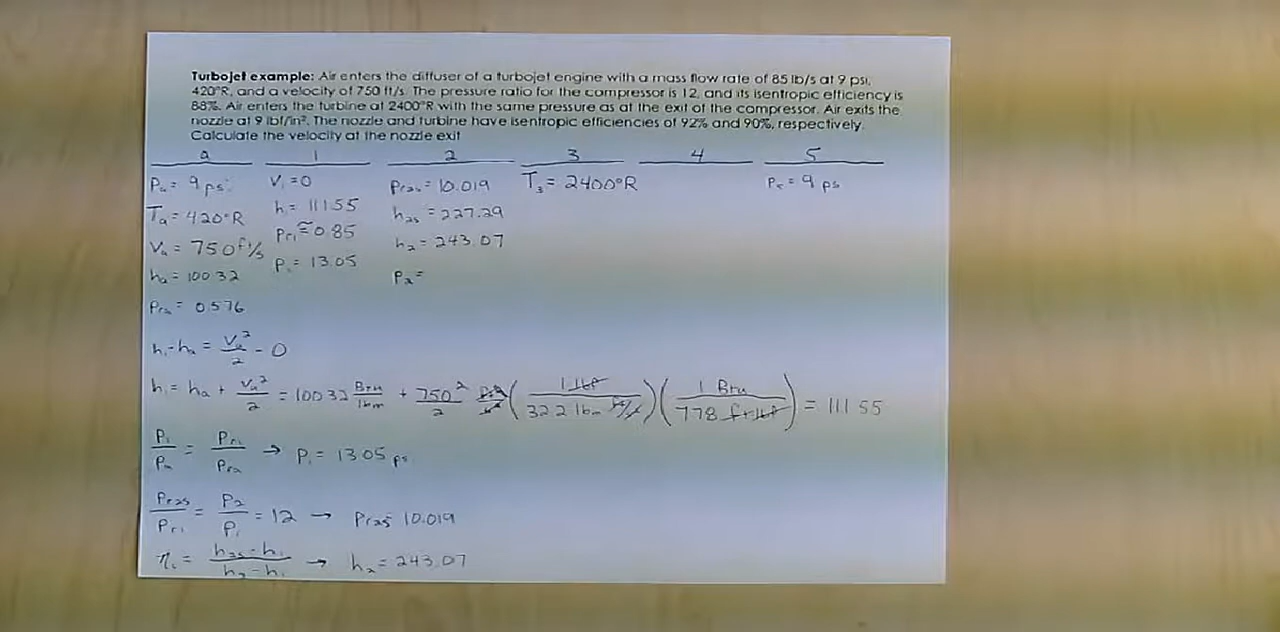 Turbojet example: Air enters the diffuser of a turbojet engine with a mass flow rate of 85 lb/s at 9 psi,
420°R, and a velocity of 750 ft/s. The pressure ratio for the compressor is 12, and its isentropic efficiency is
88%. Air enters the turbine at 2400°R with the same pressure as at the exit of the compressor. Air exits the
nozzle at 9 lbf/in². The nozzle and turbine have isentropic efficiencies of 92% and 90%, respectively.
Calculate the velocity at the nozzle exit
a 1 2 3 4 5
Pa = 9 psi V1 = 0 Pr2s = 10.019 T3 = 2400°R P5 = 9 psi
Ta = 420°R h1 = 111.55 h2s = 227.29
Va = 750 ft/s Pr1 ≈ 0.85 h2 = 243.07
ha = 100.32 P1 = 13.05 P2 =
Pra = 0.576
h1 - ha = Va²/2 - 0
h1 = ha + Va²/2 = 100.32 Btu/lbm + 750²/2 ft²/s² (1 lbf / 32.2 lbm ft/s²) (1 Btu / 778 ft·lbf) = 111.55
P1/Pa = Pr1/Pra → P1 = 13.05 psi
Pr2s/Pr1 = P2/P1 = 12 → Pr2s = 10.019
ηc = h2s - h1 / h2 - h1 → h2 = 243.07